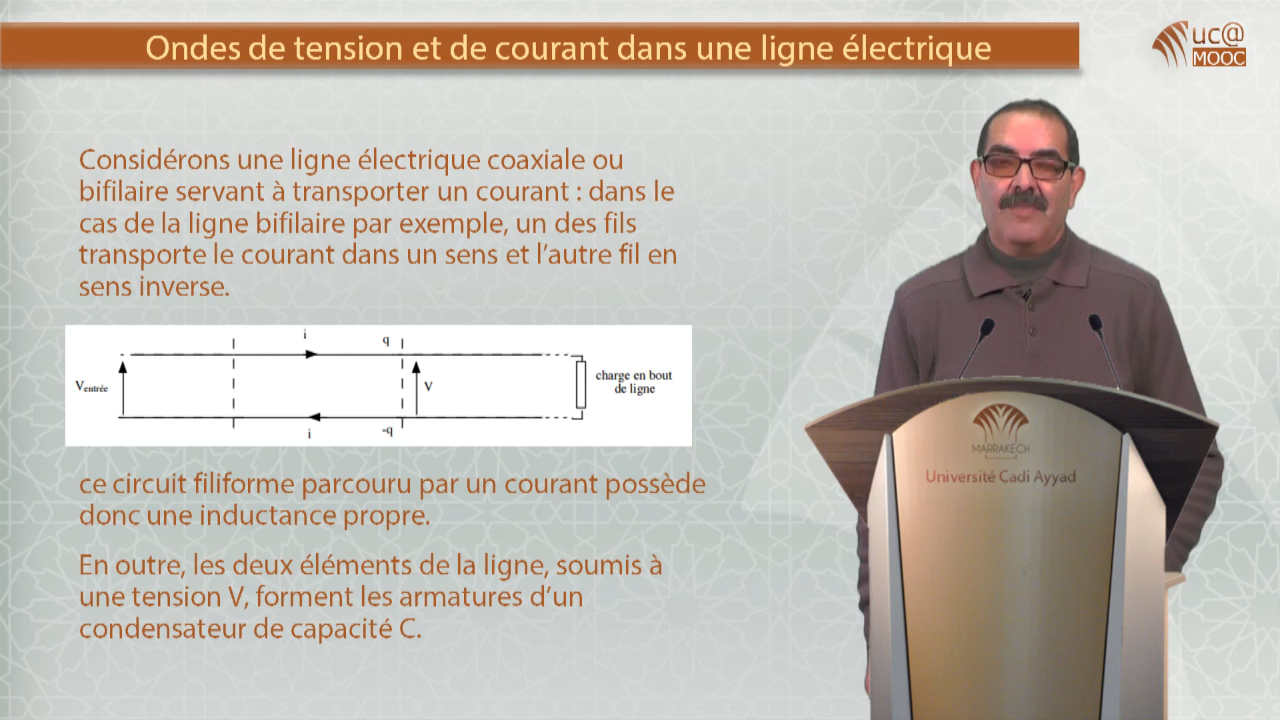 Ondes de tension et de courant dans une ligne électrique
uc@
MOOC
Considérons une ligne électrique coaxiale ou
bifilaire servant à transporter un courant : dans le
cas de la ligne bifilaire par exemple, un des fils
transporte le courant dans un sens et l’autre fil en
sens inverse.
i
q
Ventrée
V
charge en bout
de ligne
i
-q
ce circuit filiforme parcouru par un courant possède
donc une inductance propre.
En outre, les deux éléments de la ligne, soumis à
une tension V, forment les armatures d’un
condensateur de capacité C.
MARRAKECH
Université Cadi Ayyad